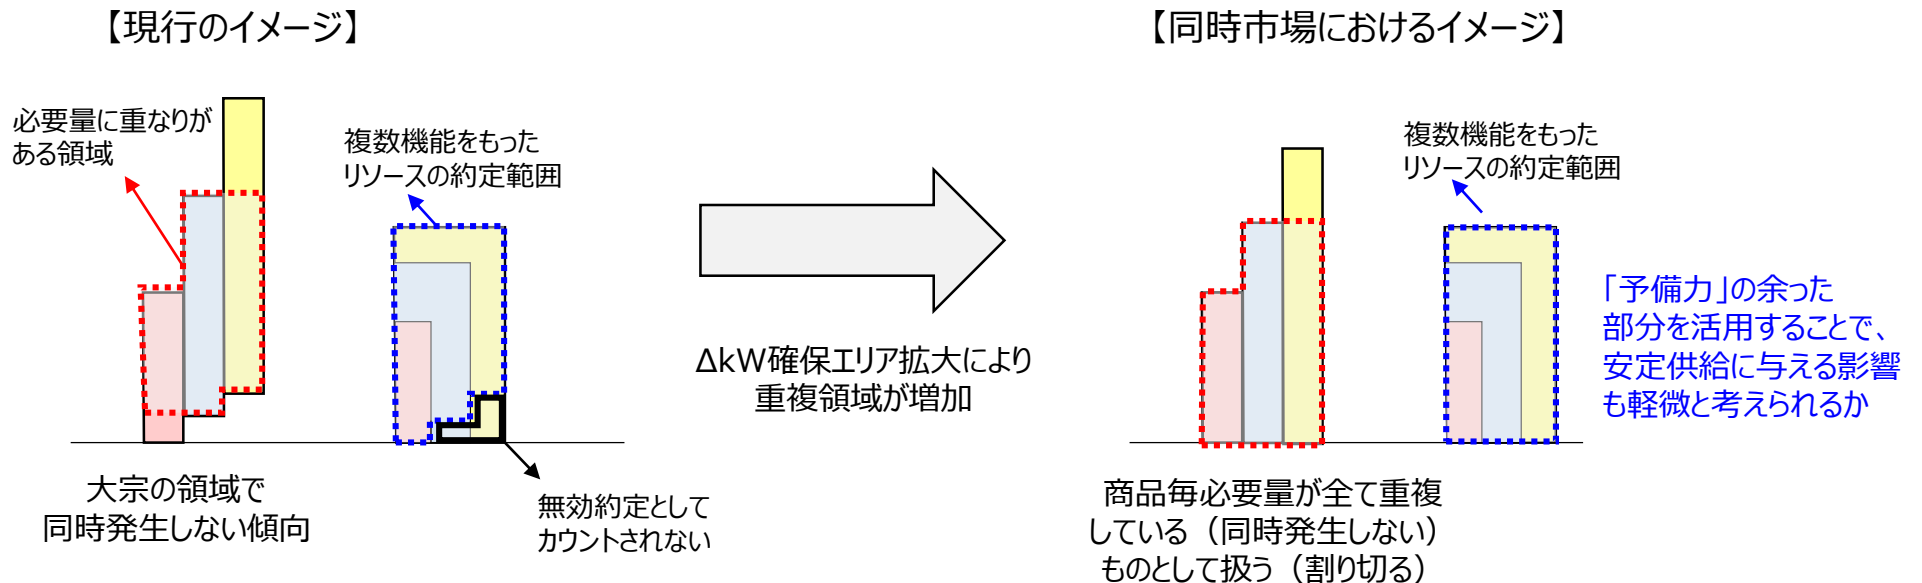 【現行のイメージ】
必要量に重なりが
ある領域
複数機能をもった
リソースの約定範囲
大宗の領域で
同時発生しない傾向
無効約定として
カウントされない
ΔkW確保エリア拡大により
重複領域が増加
【同時市場におけるイメージ】
複数機能をもった
リソースの約定範囲
「予備力」の余った
部分を活用することで、
安定供給に与える影響
も軽微と考えられるか
商品毎必要量が全て重複
している（同時発生しない）
ものとして扱う（割り切る）